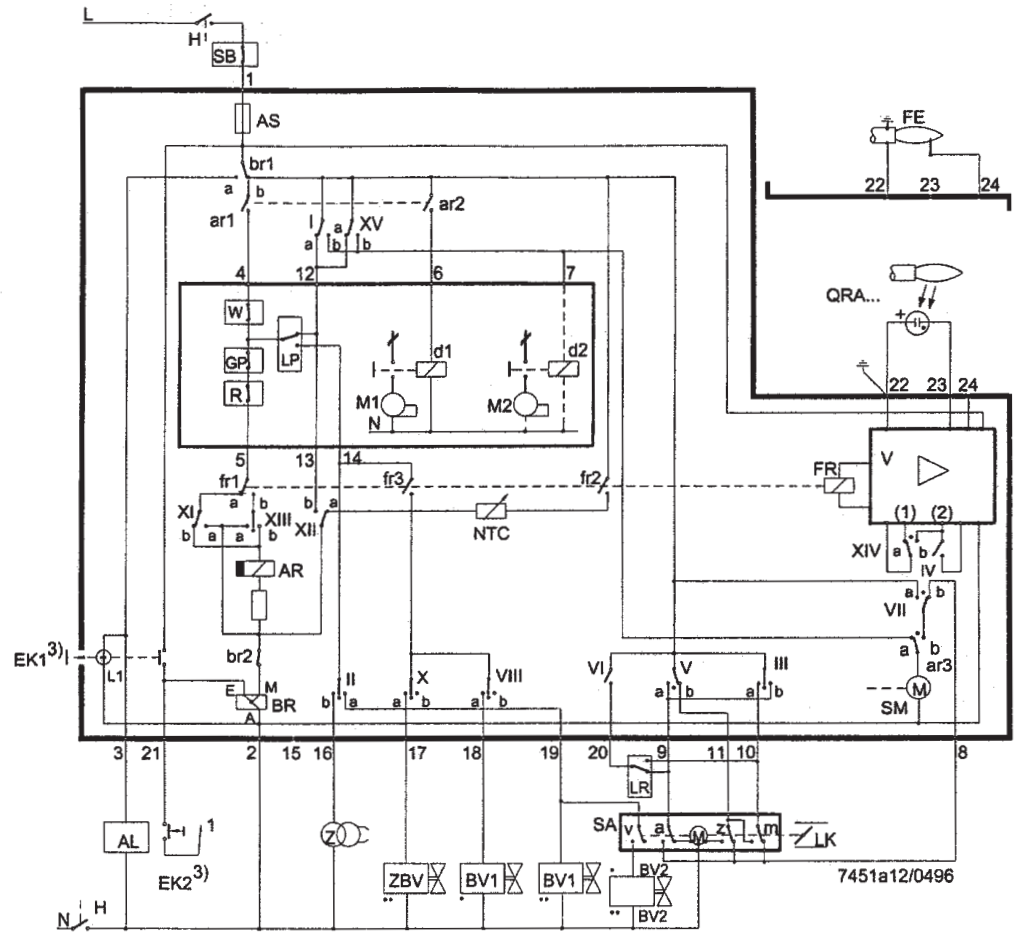 L
H
SB
1
AS
FE
22 23 24
br1
a b
ar1
ar2
I
a
XV
a b b
4 12 6 7
QRA...
+
W
LP
GP
R
d1
d2
M1
M2
N
22 23 24
V
FR
5 13 14
fr1
fr3
fr2
a b
b a
XI
XIII
XII
b a a b
NTC
(1) (2)
XIV
a b
IV
AR
a b
VII
a b
ar3
EK1³⁾
L1
br2
E M
BR
A
II
X
VIII
VI
V
III
M
SM
b a
a b
b a
a b
a b
3 21 2 15 16 17 18 19 20 9 11 10 8
LR
SA
v a M z m
LK
AL
1
EK2³⁾
Z
7451a12/0496
ZBV
BV1
BV1
BV2
BV2
N H